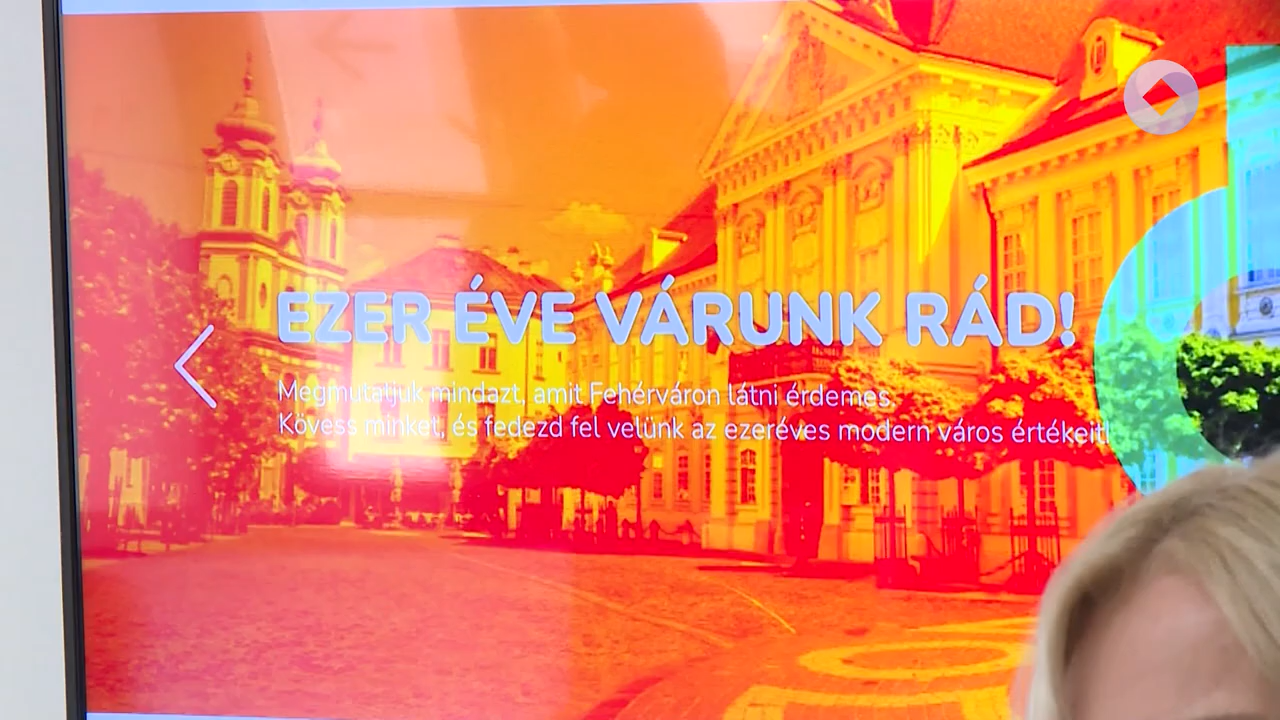 EZER ÉVE VÁRUNK RÁD!
Megmutatjuk mindazt, amit Fehérváron látni érdemes.
Kövess minket, és fedezd fel velünk az ezeréves modern város értékeit!